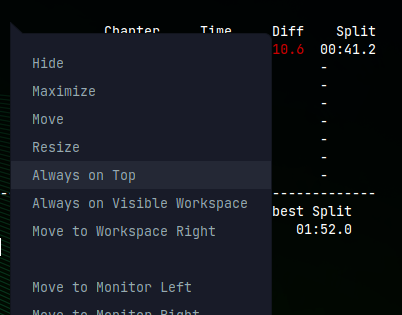 Chapter Time Diff Split
10.6 00:41.2
Hide
-
Maximize
-
Move
-
Resize
-
-
Always on Top
-
-
-------------
Always on Visible Workspace
best Split
Move to Workspace Right
01:52.0
Move to Monitor Left
Move to Monitor Right